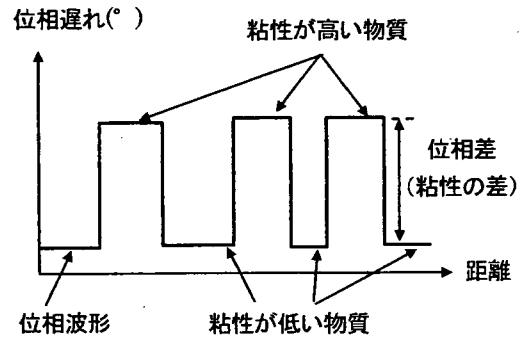 位相遅れ(° )
粘性が高い物質
位相差
(粘性の差)
距離
位相波形
粘性が低い物質